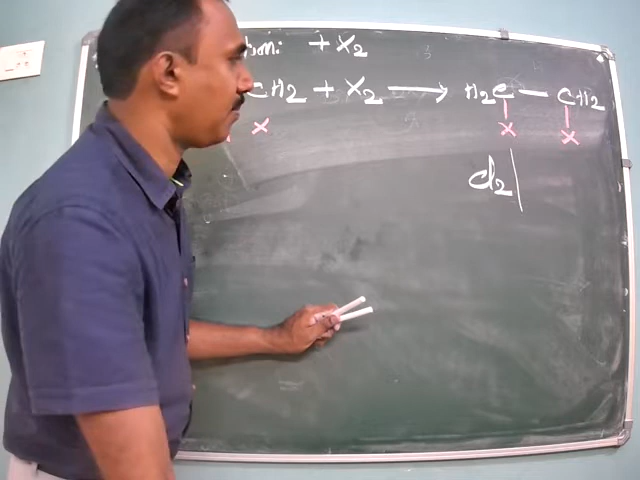 + X₂
CH₂ + X₂ ⟶ H₂C — CH₂
X X X
Cl₂ |